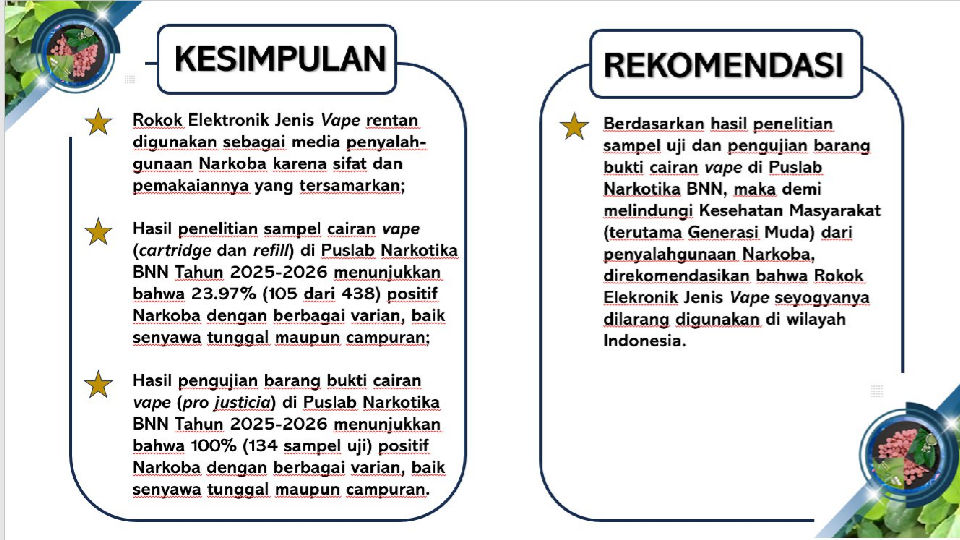 KESIMPULAN
Rokok Elektronik Jenis Vape rentan
digunakan sebagai media penyalah-
gunaan Narkoba karena sifat dan
pemakaiannya yang tersamarkan;
Hasil penelitian sampel cairan vape
(cartridge dan refill) di Puslab Narkotika
BNN Tahun 2025-2026 menunjukkan
bahwa 23.97% (105 dari 438) positif
Narkoba dengan berbagai varian, baik
senyawa tunggal maupun campuran;
Hasil pengujian barang bukti cairan
vape (pro justicia) di Puslab Narkotika
BNN Tahun 2025-2026 menunjukkan
bahwa 100% (134 sampel uji) positif
Narkoba dengan berbagai varian, baik
senyawa tunggal maupun campuran.
REKOMENDASI
Berdasarkan hasil penelitian
sampel uji dan pengujian barang
bukti cairan vape di Puslab
Narkotika BNN, maka demi
melindungi Kesehatan Masyarakat
(terutama Generasi Muda) dari
penyalahgunaan Narkoba,
direkomendasikan bahwa Rokok
Elekronik Jenis Vape seyogyanya
dilarang digunakan di wilayah
Indonesia.